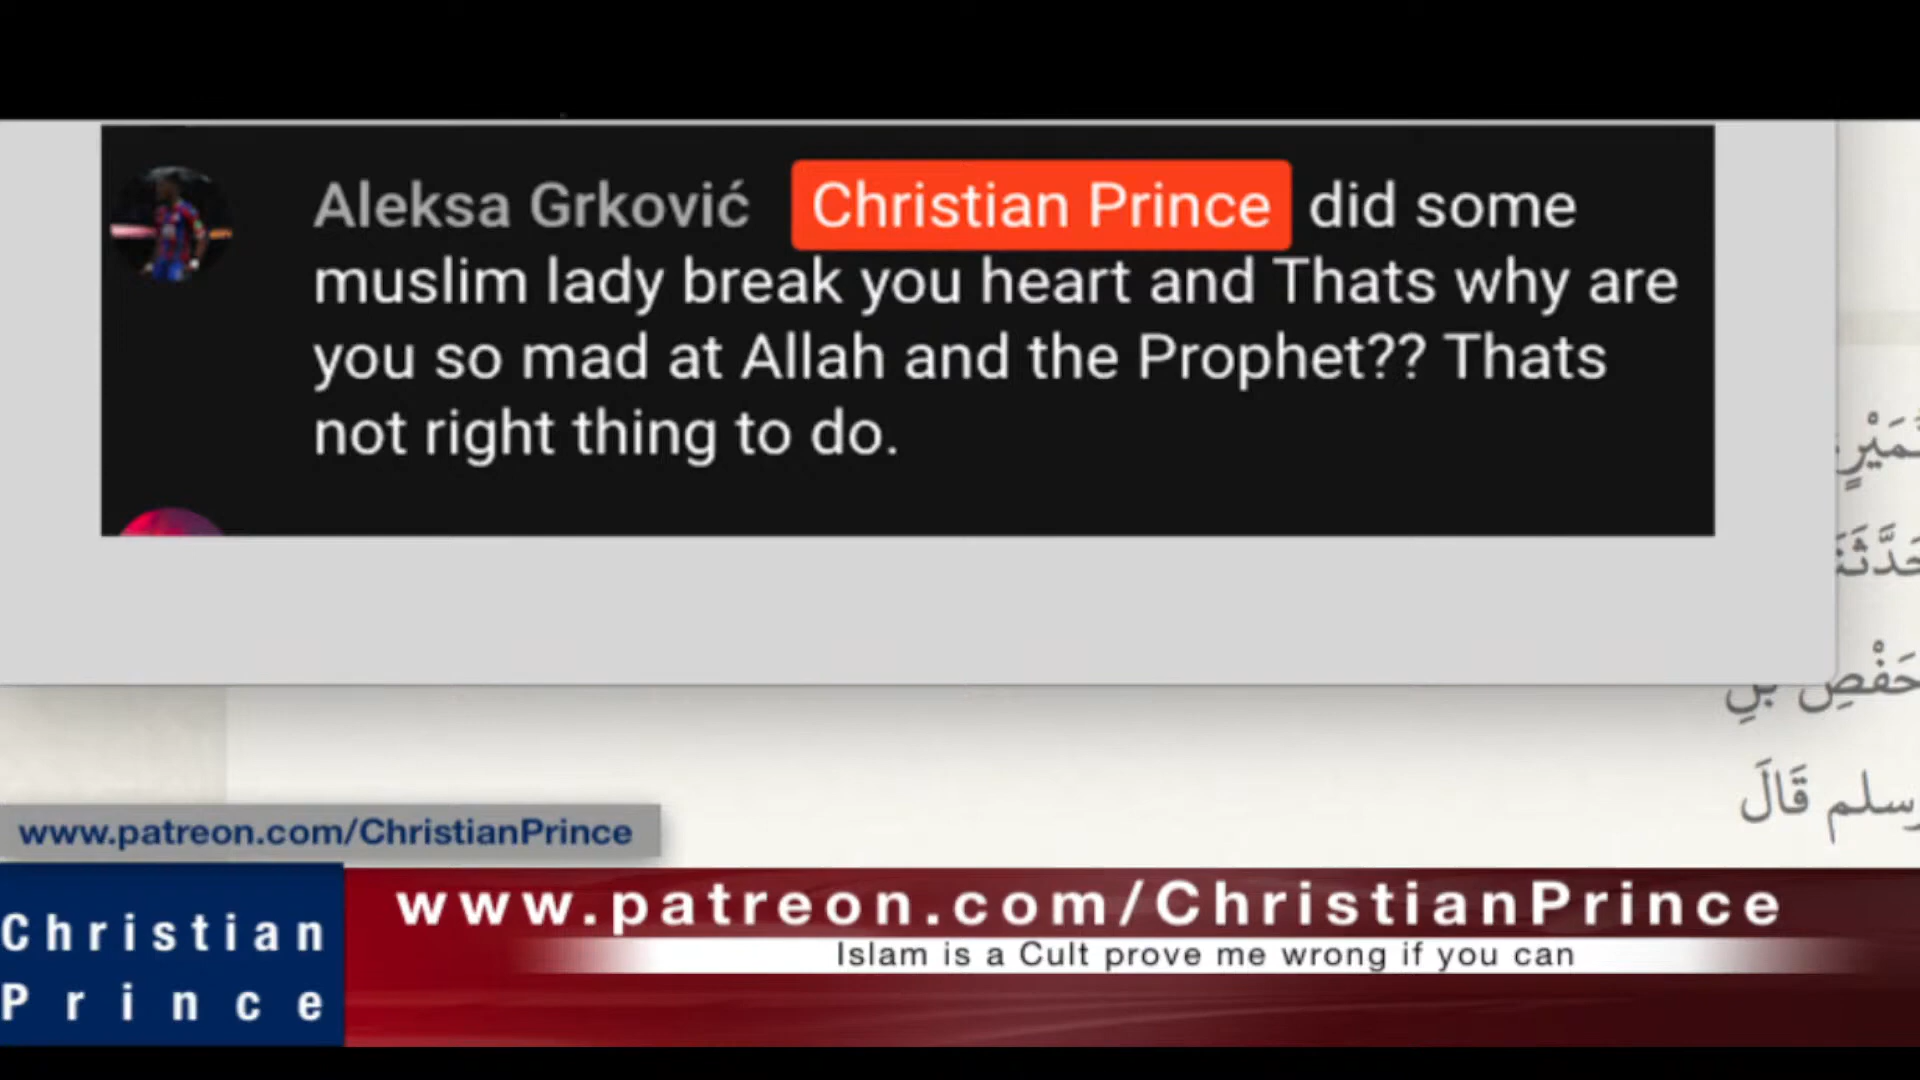 Aleksa Grković Christian Prince did some
muslim lady break you heart and Thats why are
you so mad at Allah and the Prophet?? Thats
not right thing to do.
حَفْصِ بْنِ
وسلم قَالَ
www.patreon.com/ChristianPrince
Christian
Prince
www.patreon.com/ChristianPrince
Islam is a Cult prove me wrong if you can